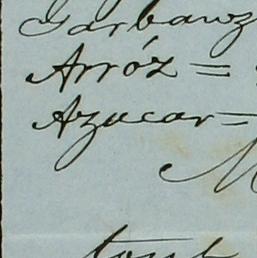 Garbanz
Arróz =
Azucar =
M